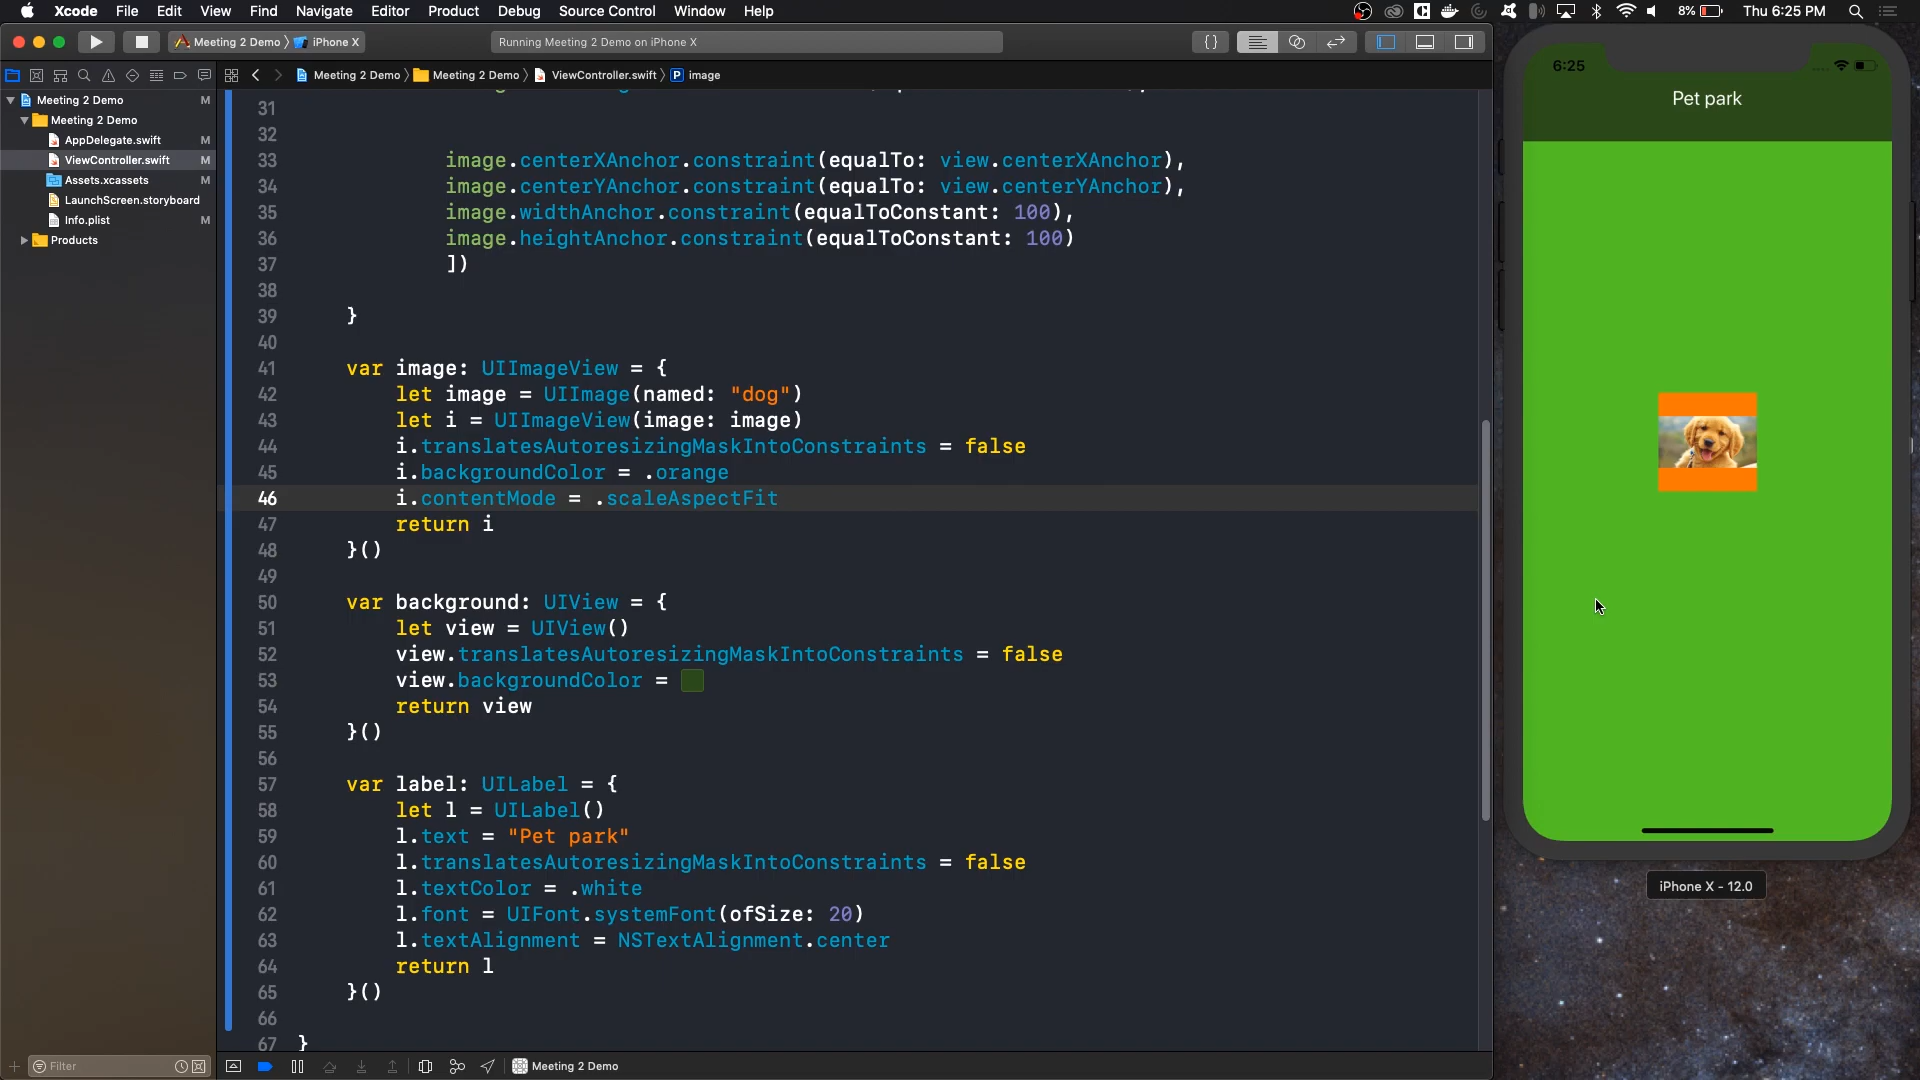 Xcode File Edit View Find Navigate Editor Product Debug Source Control Window Help 8% Thu 6:25 PM
Meeting 2 Demo iPhone X Running Meeting 2 Demo on iPhone X
Meeting 2 Demo Meeting 2 Demo ViewController.swift P image
Meeting 2 Demo M
Meeting 2 Demo
AppDelegate.swift M
ViewController.swift M
Assets.xcassets M
LaunchScreen.storyboard
Info.plist M
Products
Filter
31
32
33 image.centerXAnchor.constraint(equalTo: view.centerXAnchor),
34 image.centerYAnchor.constraint(equalTo: view.centerYAnchor),
35 image.widthAnchor.constraint(equalToConstant: 100),
36 image.heightAnchor.constraint(equalToConstant: 100)
37 ])
38
39 }
40
41 var image: UIImageView = {
42 let image = UIImage(named: "dog")
43 let i = UIImageView(image: image)
44 i.translatesAutoresizingMaskIntoConstraints = false
45 i.backgroundColor = .orange
46 i.contentMode = .scaleAspectFit
47 return i
48 }()
49
50 var background: UIView = {
51 let view = UIView()
52 view.translatesAutoresizingMaskIntoConstraints = false
53 view.backgroundColor =
54 return view
55 }()
56
57 var label: UILabel = {
58 let l = UILabel()
59 l.text = "Pet park"
60 l.translatesAutoresizingMaskIntoConstraints = false
61 l.textColor = .white
62 l.font = UIFont.systemFont(ofSize: 20)
63 l.textAlignment = NSTextAlignment.center
64 return l
65 }()
66
67 }
Meeting 2 Demo
6:25
Pet park
iPhone X - 12.0